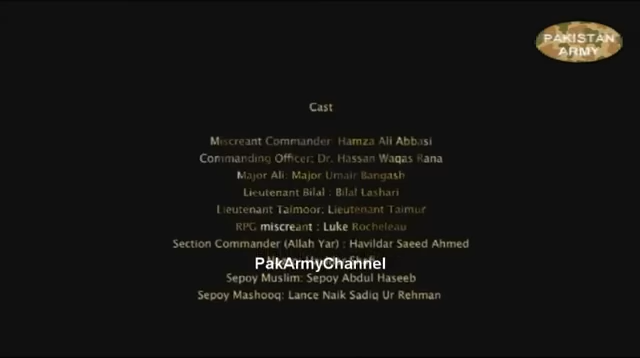 PAKISTAN
ARMY
Cast
Miscreant Commander: Hamza Ali Abbasi
Commanding Officer: Dr. Hassan Waqas Rana
Major Ali: Major Umair Bangash
Lieutenant Bilal : Bilal Lashari
Lieutenant Taimoor: Lieutenant Taimur
RPG miscreant : Luke Rocheleau
Section Commander (Allah Yar) : Havildar Saeed Ahmed
PakArmyChannel
Sepoy Muslim: Sepoy Abdul Haseeb
Sepoy Mashooq: Lance Naik Sadiq Ur Rehman